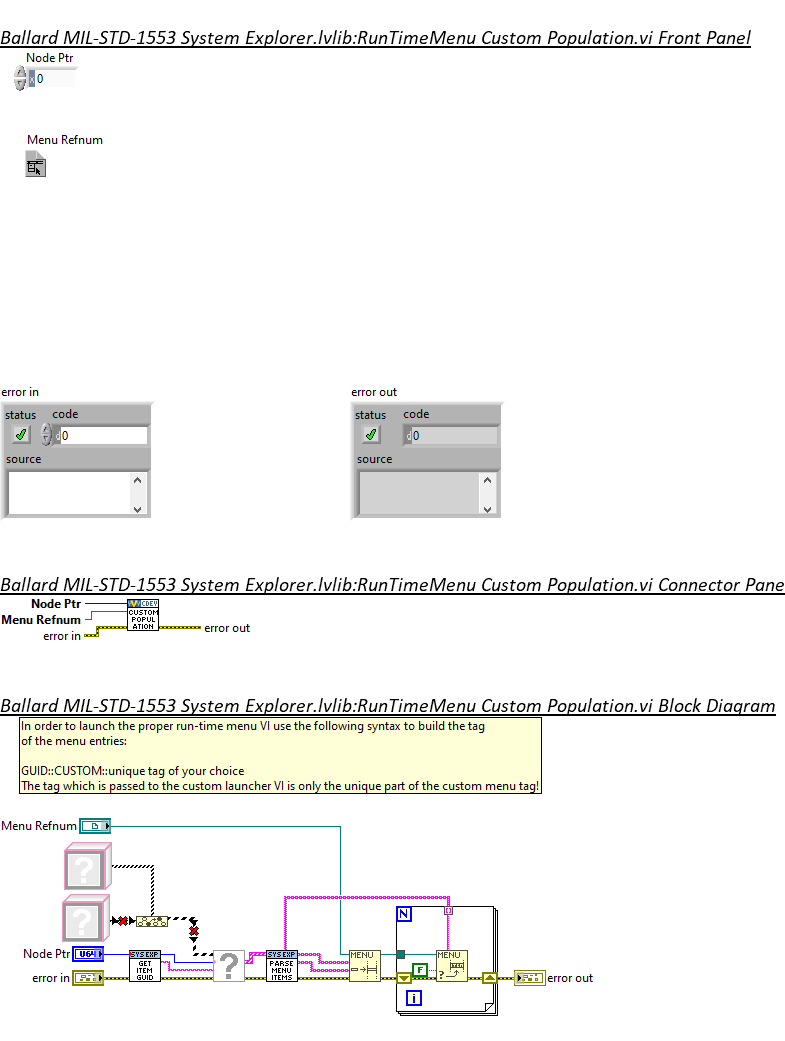 Ballard MIL-STD-1553 System Explorer.lvlib:RunTimeMenu Custom Population.vi Front Panel
Node Ptr
x 0
Menu Refnum
error in
status code
d 0
source
error out
status code
d 0
source
Ballard MIL-STD-1553 System Explorer.lvlib:RunTimeMenu Custom Population.vi Connector Pane
Node Ptr
Menu Refnum
error in
CDEV
CUSTOM
POPUL
ATION
error out
Ballard MIL-STD-1553 System Explorer.lvlib:RunTimeMenu Custom Population.vi Block Diagram
In order to launch the proper run-time menu VI use the following syntax to build the tag
of the menu entries:
GUID::CUSTOM::unique tag of your choice
The tag which is passed to the custom launcher VI is only the unique part of the custom menu tag!
Menu Refnum
?
?
N
Node Ptr
U64
SYS EXP
GET
ITEM
GUID
?
SYS EXP
PARSE
MENU
ITEMS
MENU
MENU
?
F
error in
error out
i